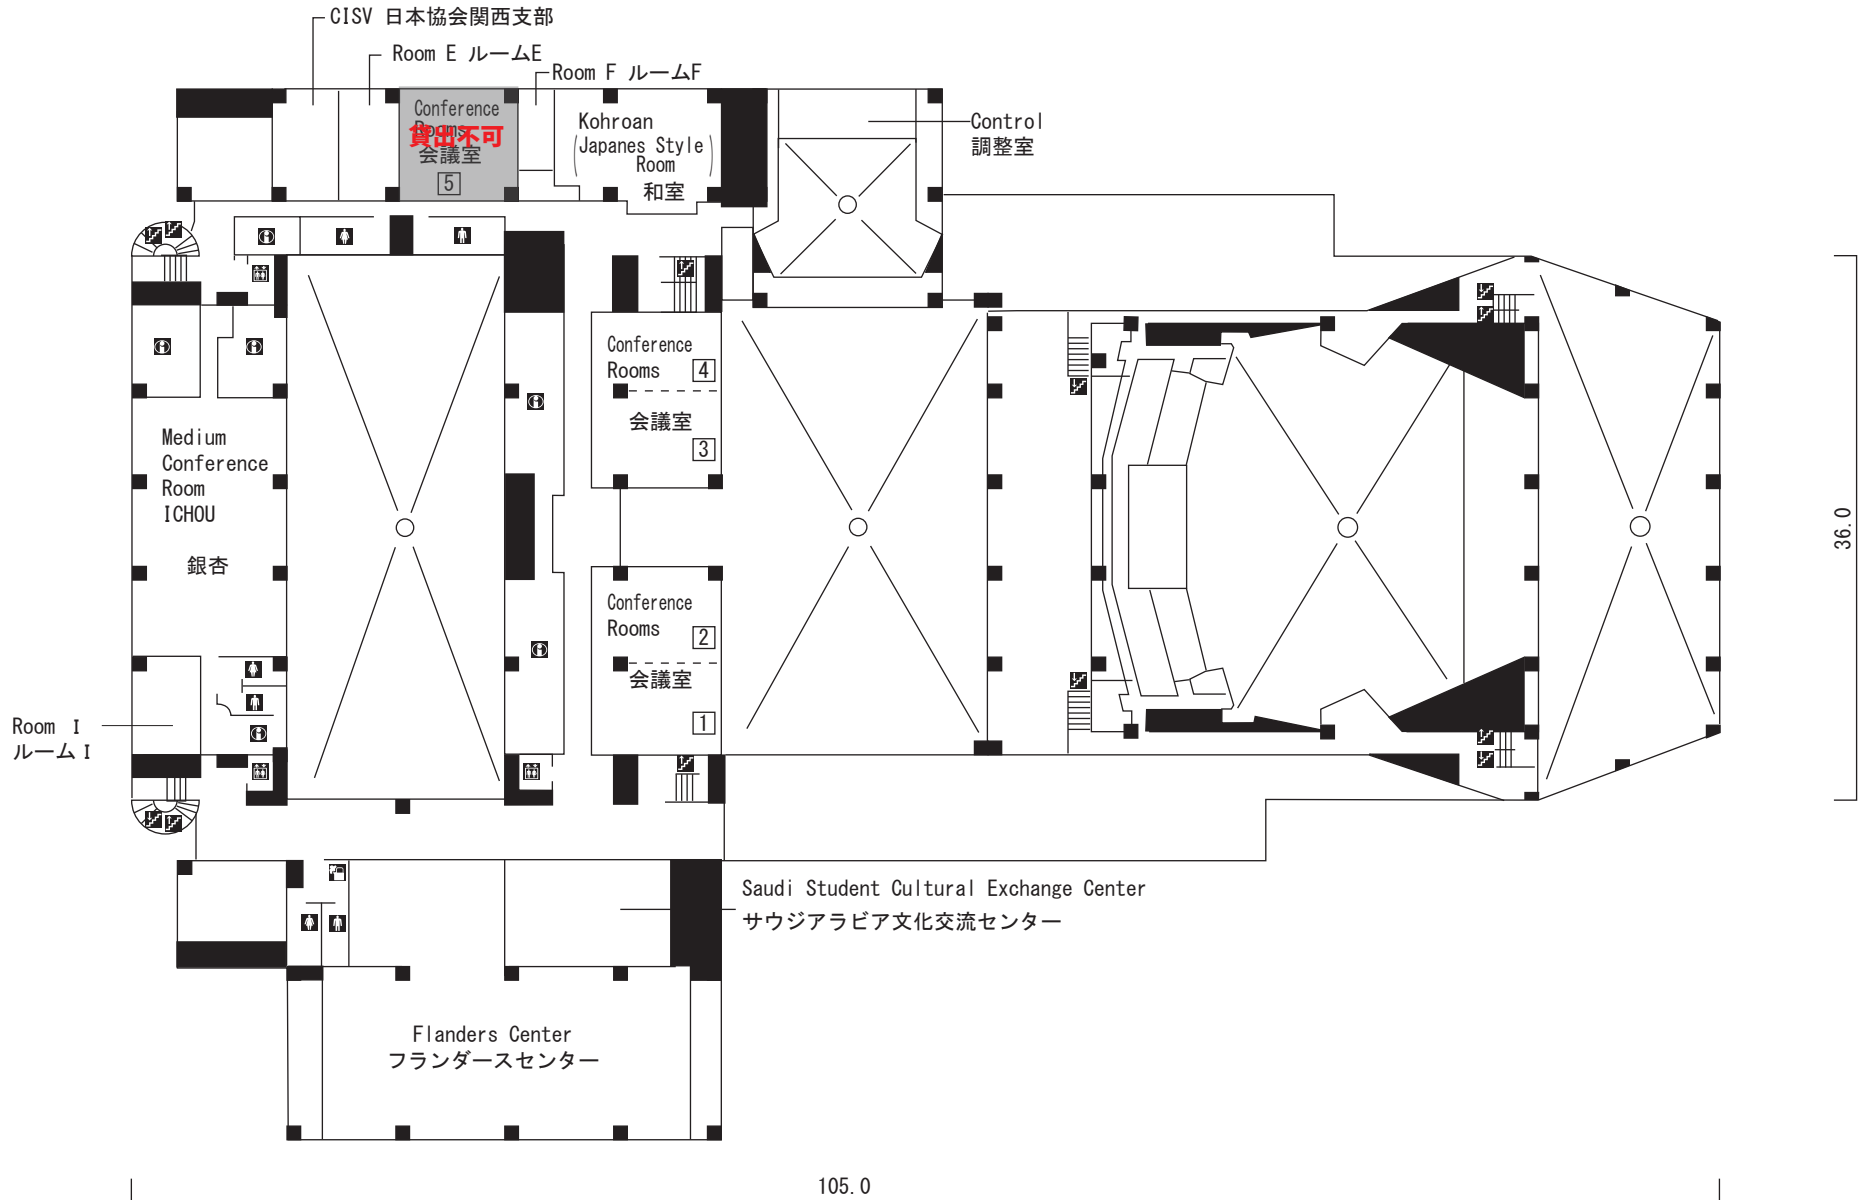 CISV 日本協会関西支部
Room E ルームE
Room F ルームF
Conference
Rooms
貸出不可
会議室
5
Kohroan
(Japanes Style
Room)
和室
Control
調整室
Conference
Rooms 4
会議室
3
Medium
Conference
Room
ICHOU
銀杏
36.0
Conference
Rooms 2
会議室
1
Room I
ルームI
Saudi Student Cultural Exchange Center
サウジアラビア文化交流センター
Flanders Center
フランダースセンター
105.0